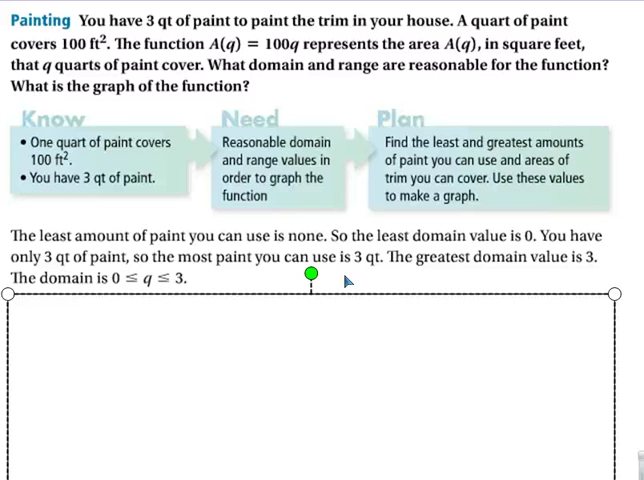 Painting You have 3 qt of paint to paint the trim in your house. A quart of paint
covers 100 ft². The function A(q) = 100q represents the area A(q), in square feet,
that q quarts of paint cover. What domain and range are reasonable for the function?
What is the graph of the function?
Know
• One quart of paint covers
100 ft².
• You have 3 qt of paint.
Need
Reasonable domain
and range values in
order to graph the
function
Plan
Find the least and greatest amounts
of paint you can use and areas of
trim you can cover. Use these values
to make a graph.
The least amount of paint you can use is none. So the least domain value is 0. You have
only 3 qt of paint, so the most paint you can use is 3 qt. The greatest domain value is 3.
The domain is 0 ≤ q ≤ 3.